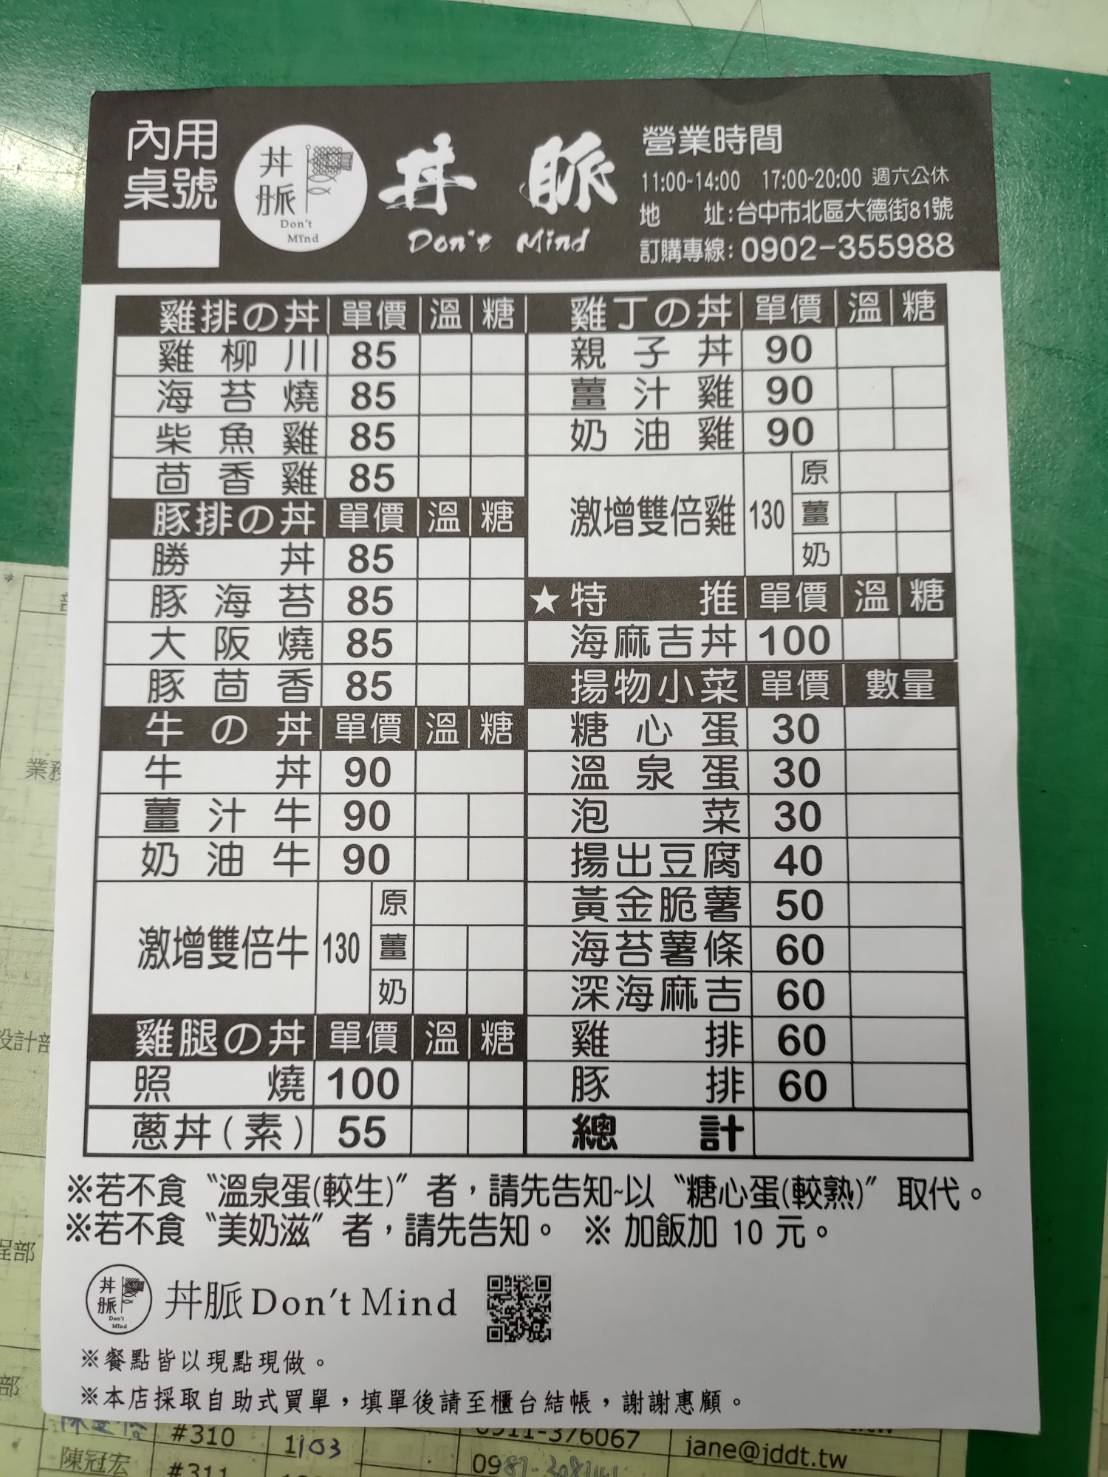 內用
桌號
丼脈
Don't
Mind
丼脈
Don't Mind
營業時間
11:00~14:00 17:00~20:00 週六公休
地 址:台中市北區大德街81號
訂購專線:0902-355988
雞排の丼 單價 溫 糖
雞柳川 85
海苔燒 85
柴魚雞 85
茴香雞 85
豚排の丼 單價 溫 糖
勝丼 85
豚海苔 85
大阪燒 85
豚茴香 85
牛の丼 單價 溫 糖
牛丼 90
薑汁牛 90
奶油牛 90
激增雙倍牛 130 原
薑
奶
雞腿の丼 單價 溫 糖
照燒 100
蔥丼(素) 55
雞丁の丼 單價 溫 糖
親子丼 90
薑汁雞 90
奶油雞 90
激增雙倍雞 130 原
薑
奶
★特推 單價 溫 糖
海麻吉丼 100
揚物小菜 單價 數量
糖心蛋 30
溫泉蛋 30
泡菜 30
揚出豆腐 40
黃金脆薯 50
海苔薯條 60
深海麻吉 60
雞排 60
豚排 60
總計
※若不食〝溫泉蛋(較生)〞者,請先告知~以〝糖心蛋(較熟)〞取代。
※若不食〝美奶滋〞者,請先告知。 ※ 加飯加 10 元。
丼脈
Don't
Mind
丼脈Don't Mind
※餐點皆以現點現做。
※本店採取自助式買單,填單後請至櫃台結帳,謝謝惠顧。
業務
設計部
程部
部
#310 1103 0911-376067 jane@jddt.tw
陳冠宏 #311